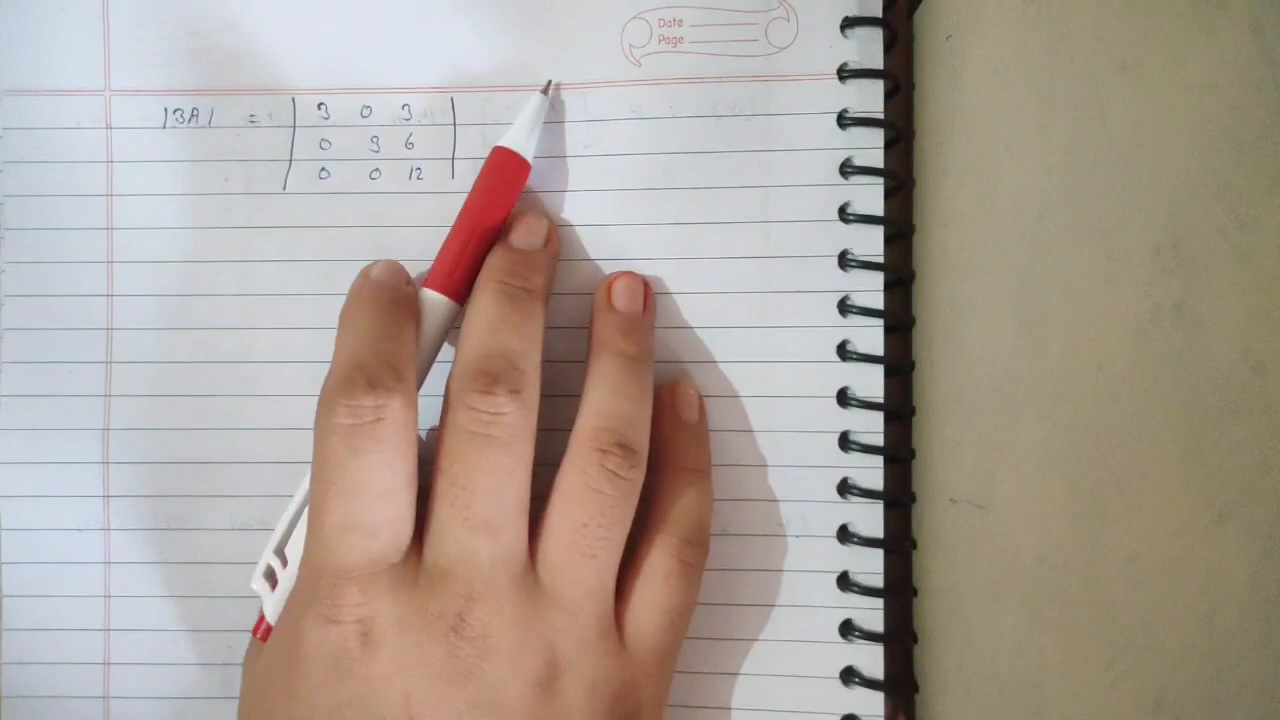 Date
Page
|3A| = | 3 0 3 |
| 0 3 6 |
| 0 0 12 |